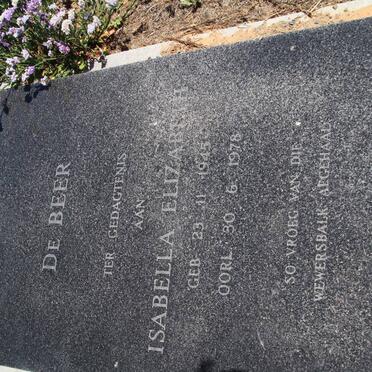 DE BEER
TER GEDAGTENIS
AAN
ISABELLA ELIZABETH
GEB 23 11 1945
OORL 30 6 1978
SO VROEG VAN DIE
WEWERSBALK AFGEHAAL